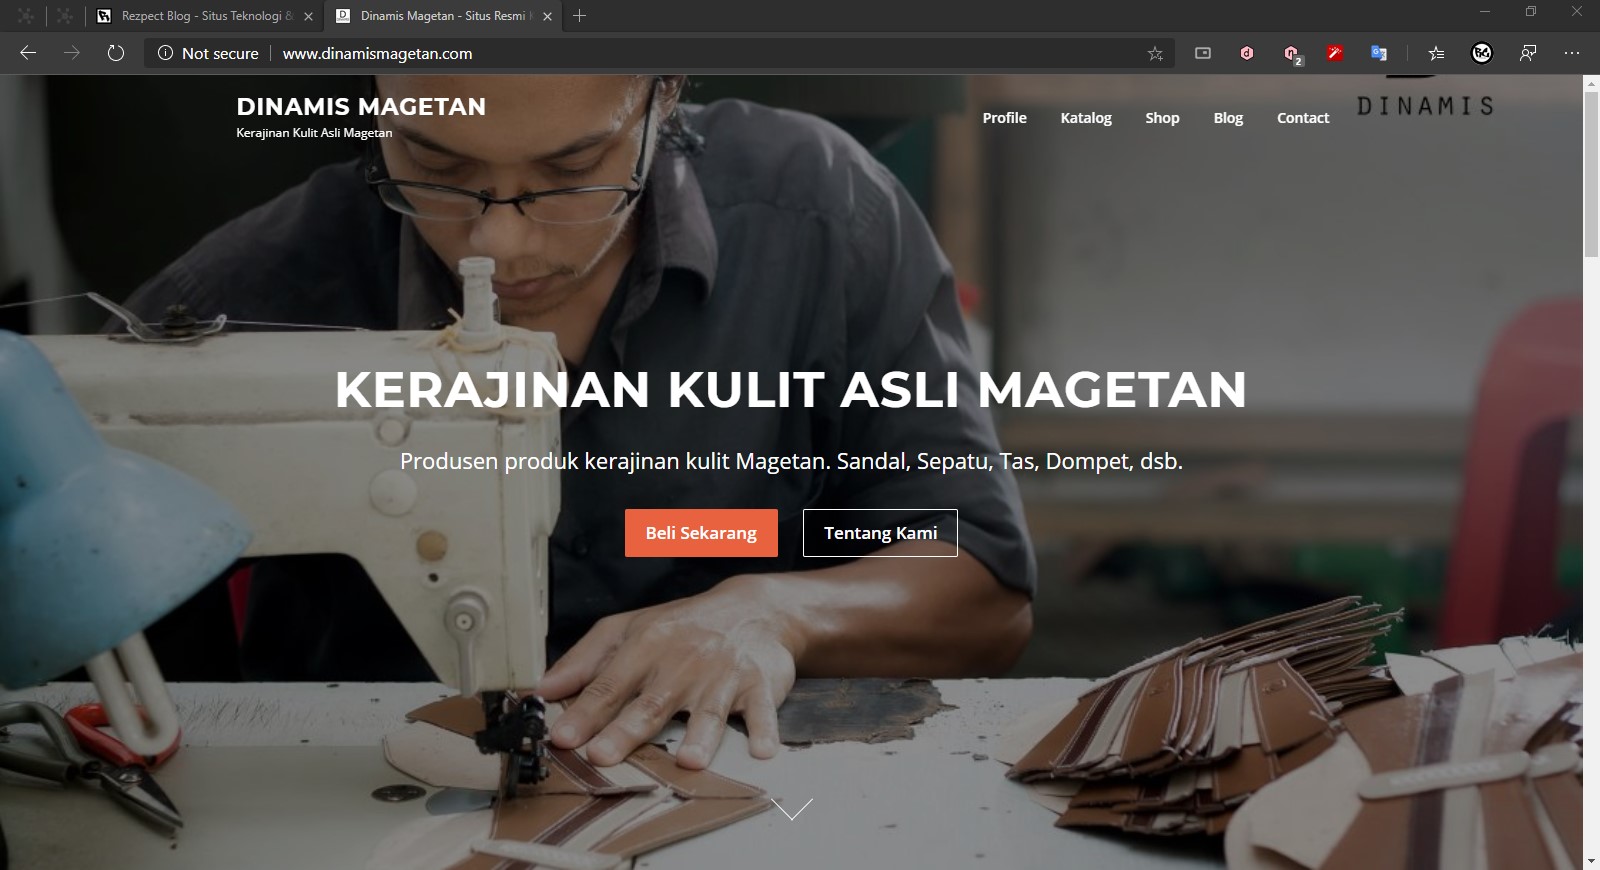 Rezpect Blog - Situs Teknologi &
Dinamis Magetan - Situs Resmi
Not secure
www.dinamismagetan.com
2
DINAMIS MAGETAN
Kerajinan Kulit Asli Magetan
Profile
Katalog
Shop
Blog
Contact
DINAMIS
KERAJINAN KULIT ASLI MAGETAN
Produsen produk kerajinan kulit Magetan. Sandal, Sepatu, Tas, Dompet, dsb.
Beli Sekarang
Tentang Kami